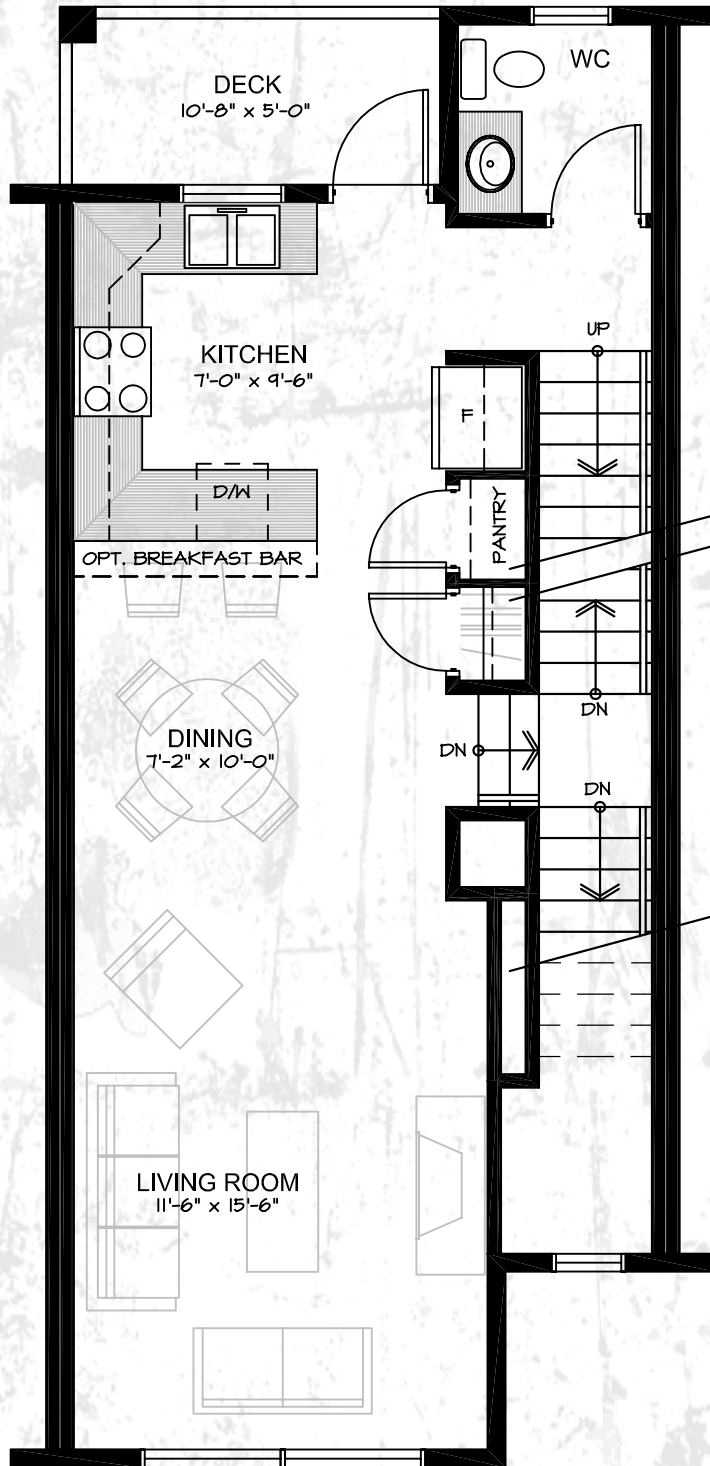 DECK
10'-8" x 5'-0"
WC
KITCHEN
7'-0" x 9'-6"
UP
F
D/W
PANTRY
OPT. BREAKFAST BAR
DINING
7'-2" x 10'-0"
DN
DN
DN
LIVING ROOM
11'-6" x 15'-6"